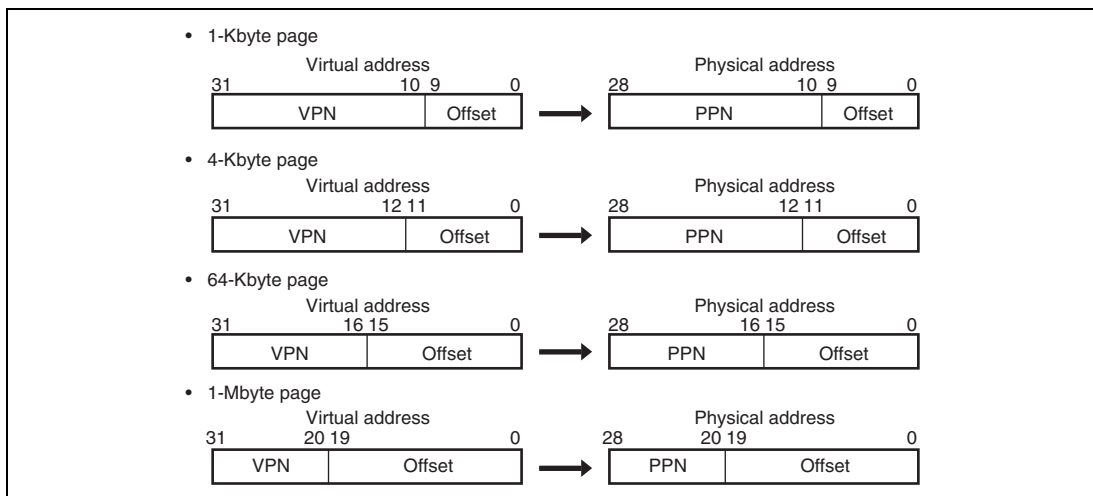 • 1-Kbyte page
Virtual address Physical address
31 10 9 0 28 10 9 0
VPN Offset PPN Offset
• 4-Kbyte page
Virtual address Physical address
31 12 11 0 28 12 11 0
VPN Offset PPN Offset
• 64-Kbyte page
Virtual address Physical address
31 16 15 0 28 16 15 0
VPN Offset PPN Offset
• 1-Mbyte page
Virtual address Physical address
31 20 19 0 28 20 19 0
VPN Offset PPN Offset